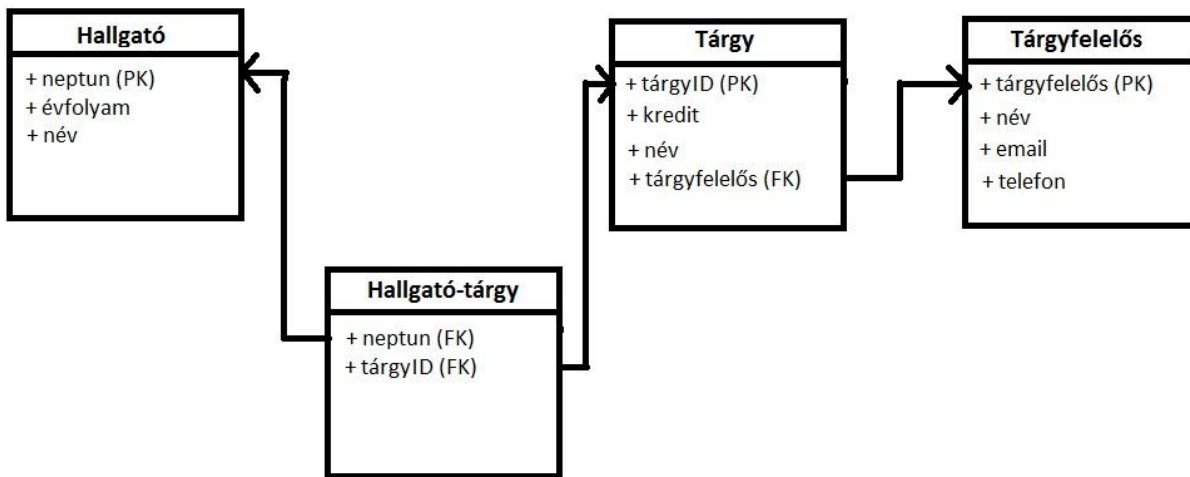 Hallgató
+ neptun (PK)
+ évfolyam
+ név
Tárgy
+ tárgyID (PK)
+ kredit
+ név
+ tárgyfelelős (FK)
Tárgyfelelős
+ tárgyfelelős (PK)
+ név
+ email
+ telefon
Hallgató-tárgy
+ neptun (FK)
+ tárgyID (FK)